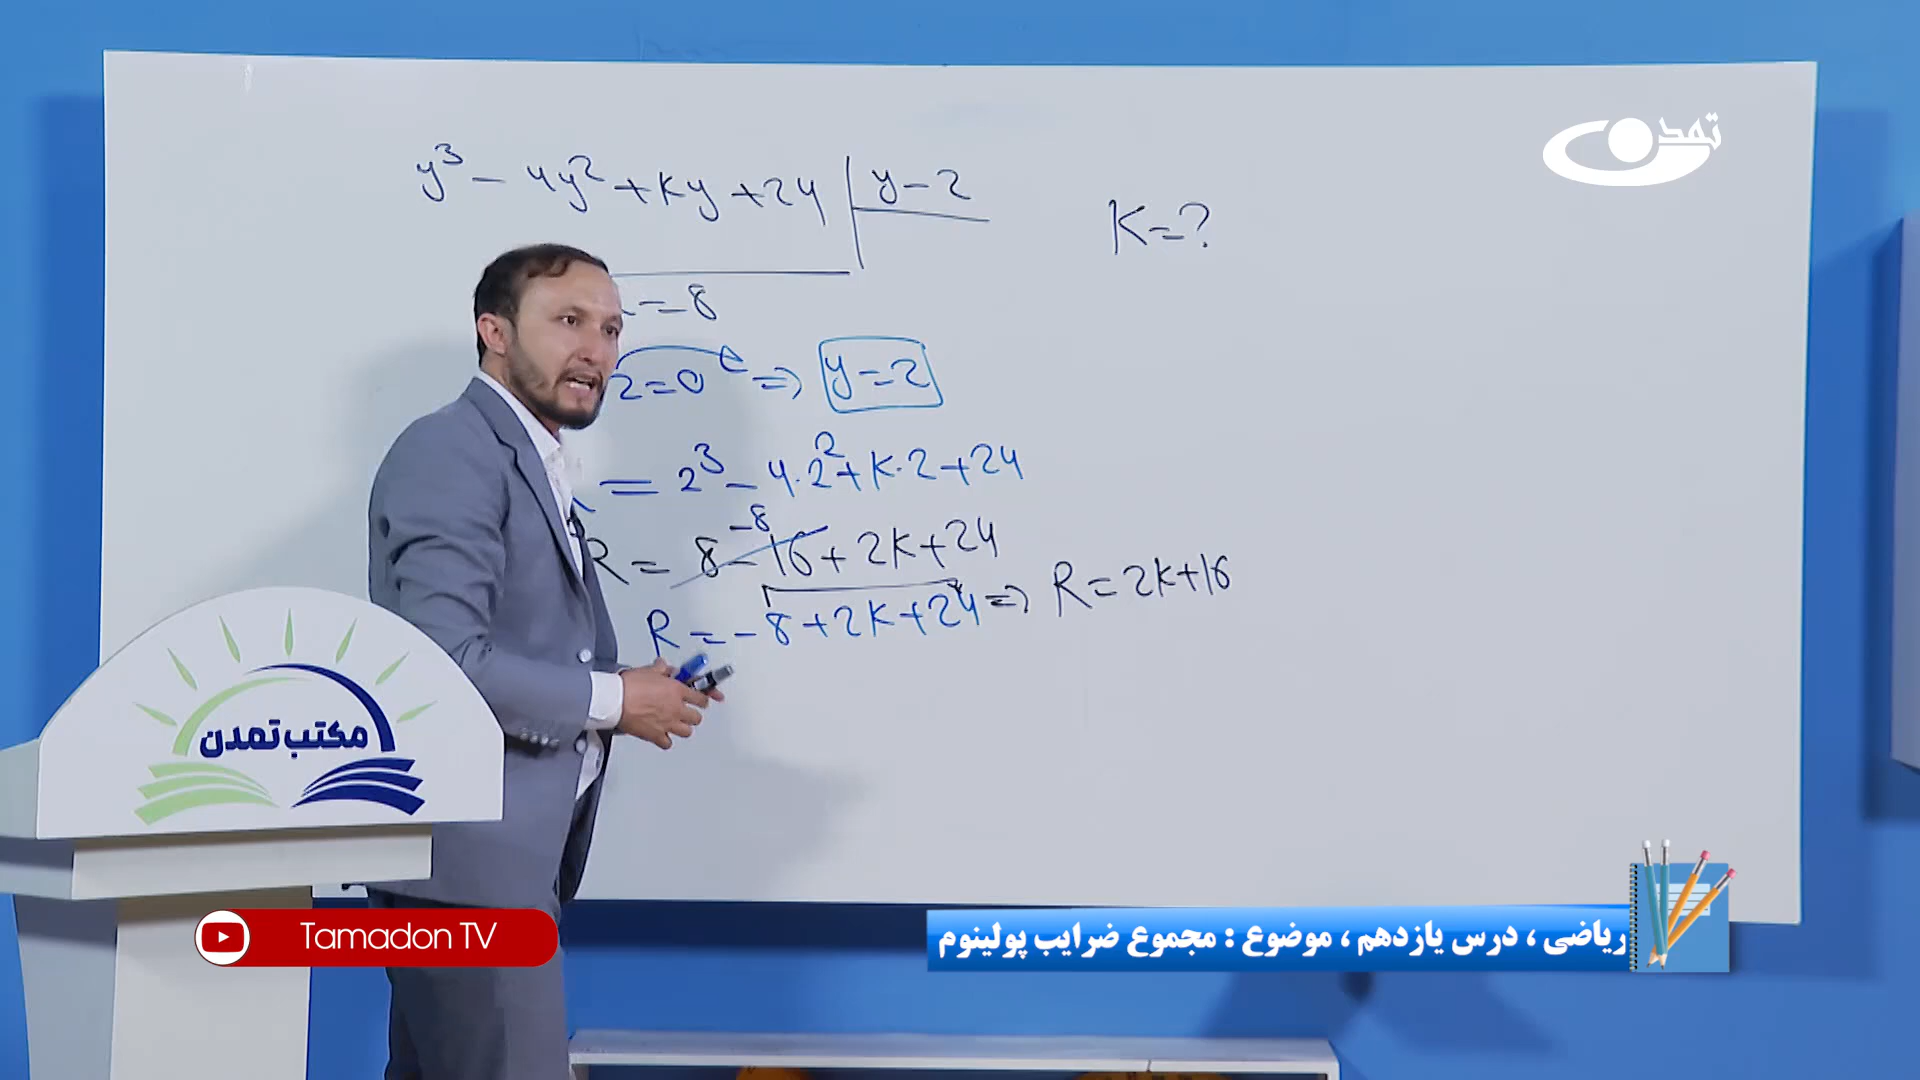 y³ - 4y² + ky + 24 | y - 2
K = ?
= 8
2 = 0 ⇒ y = 2
= 2³ - 4·2² + K·2 + 24
-8
R = 8 - 16 + 2K + 24
R = -8 + 2K + 24 ⇒ R = 2K + 16
تمدن
مکتب تمدن
Tamadon TV
ریاضی ، درس یازدهم ، موضوع : مجموع ضرایب پولینوم